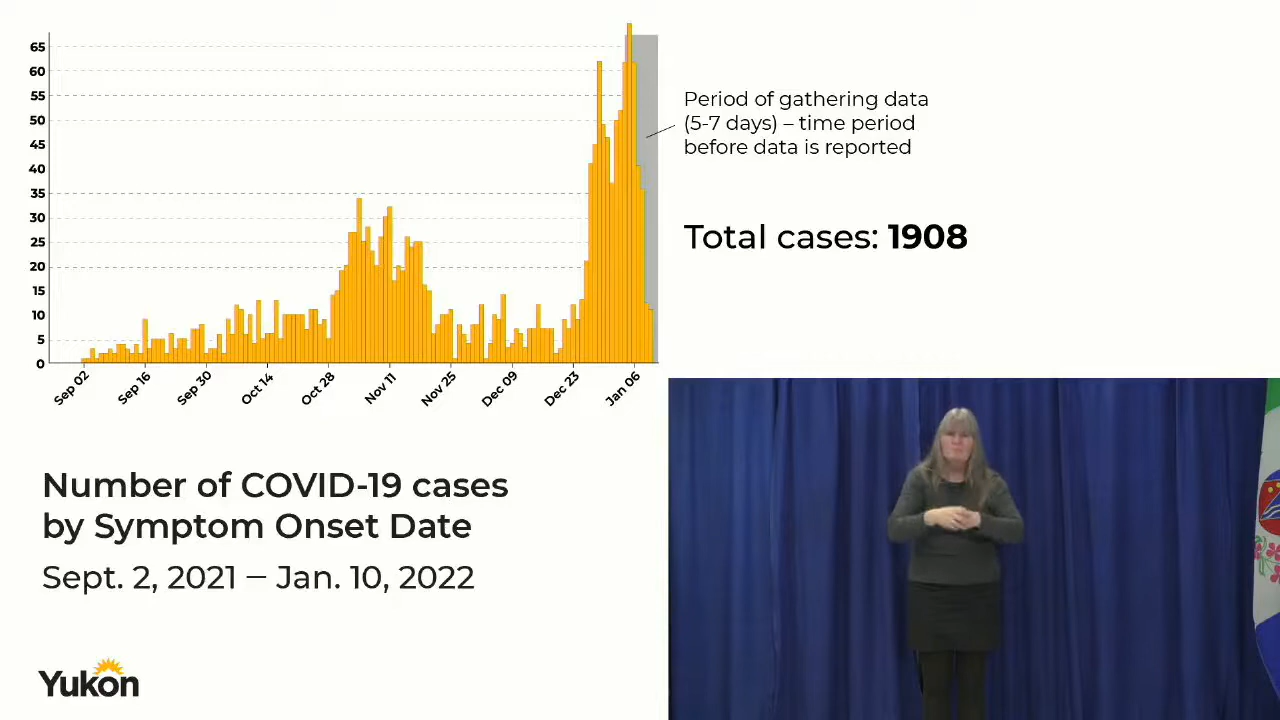 65
60
55
50
45
40
35
30
25
20
15
10
5
0
Sep 02
Sep 16
Sep 30
Oct 14
Oct 28
Nov 11
Nov 25
Dec 09
Dec 23
Jan 06
Period of gathering data
(5-7 days) – time period
before data is reported
Total cases: 1908
Number of COVID-19 cases
by Symptom Onset Date
Sept. 2, 2021 – Jan. 10, 2022
Yukon